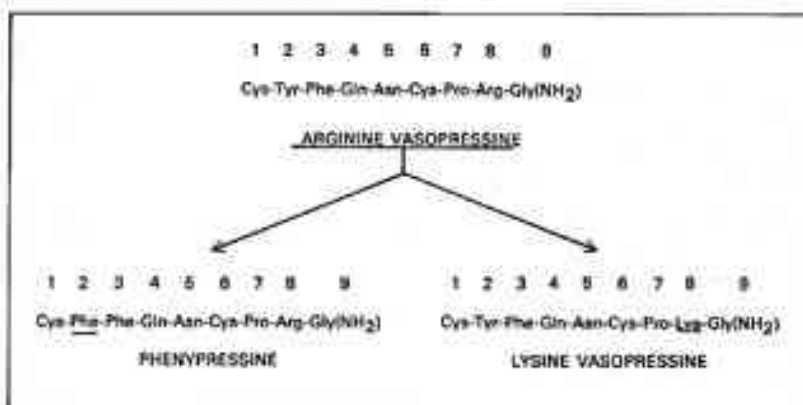 1 2 3 4 5 6 7 8 9
Cys-Tyr-Phe-Gln-Asn-Cys-Pro-Arg-Gly(NH2)
ARGININE VASOPRESSINE
1 2 3 4 5 6 7 8 9
Cys-Phe-Phe-Gln-Asn-Cys-Pro-Arg-Gly(NH2)
PHENYPRESSINE
1 2 3 4 5 6 7 8 9
Cys-Tyr-Phe-Gln-Asn-Cys-Pro-Lys-Gly(NH2)
LYSINE VASOPRESSINE